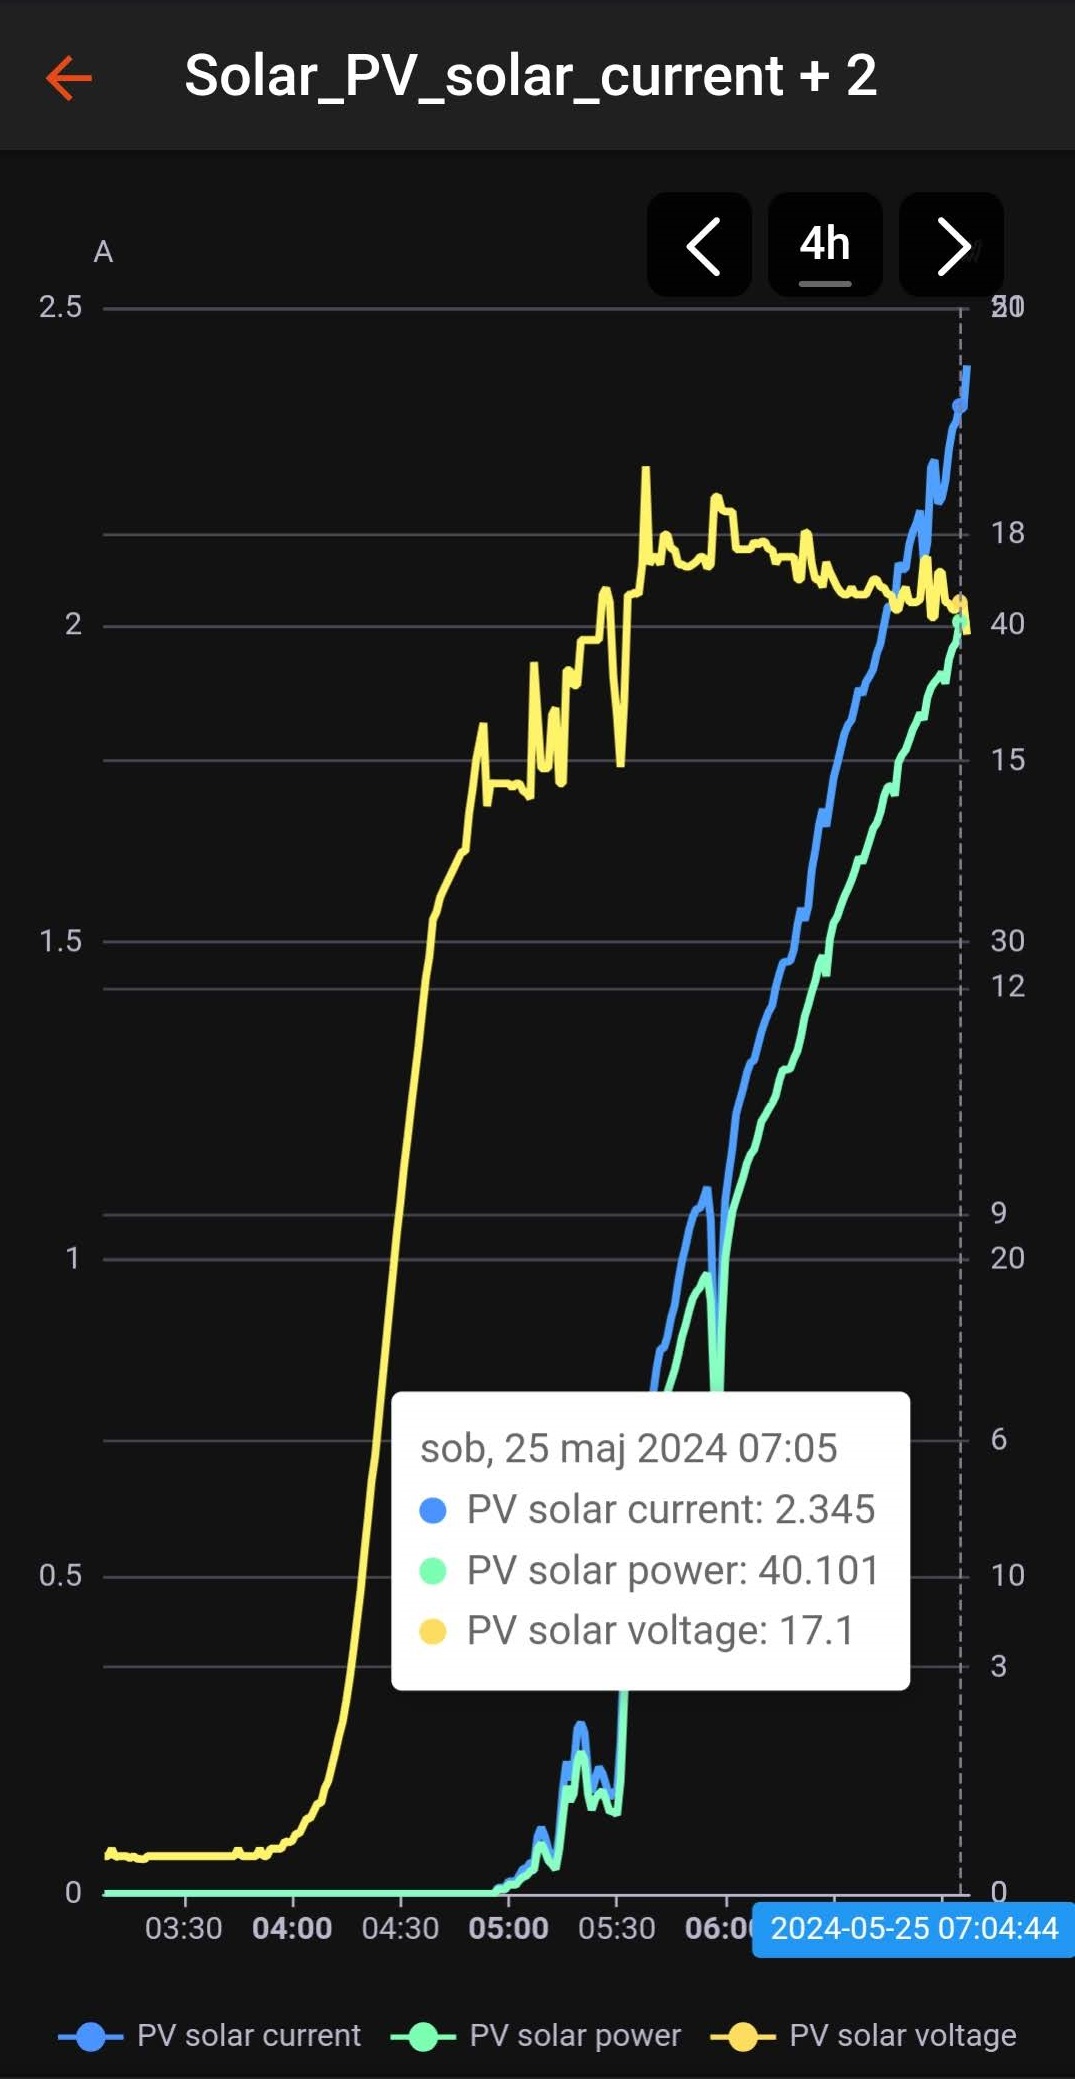 Solar_PV_solar_current + 2
A
4h
2.5
18
2
40
15
1.5
30
12
9
1
20
6
0.5
10
3
0
0
sob, 25 maj 2024 07:05
PV solar current: 2.345
PV solar power: 40.101
PV solar voltage: 17.1
03:30 04:00 04:30 05:00 05:30 2024-05-25 07:04:44
PV solar current PV solar power PV solar voltage